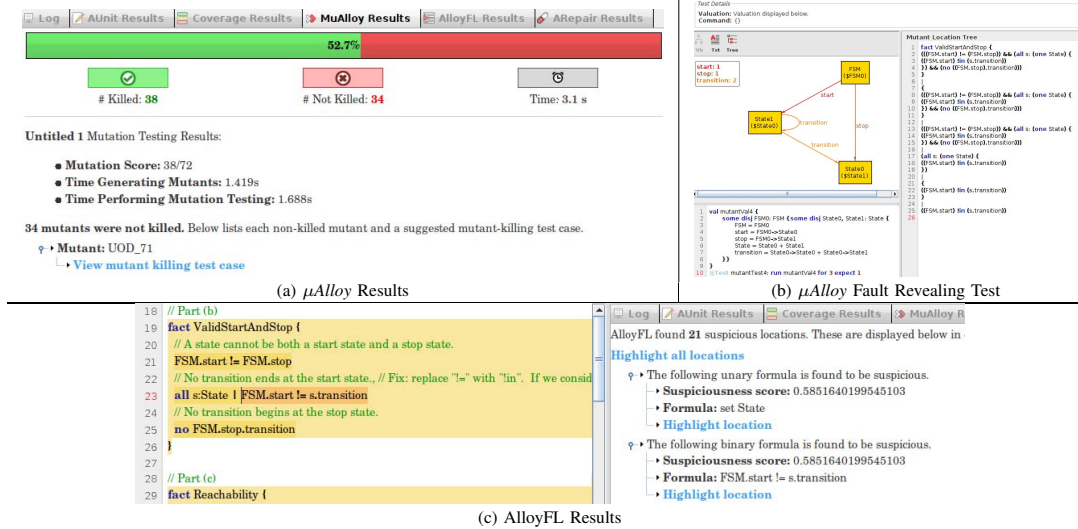 Log AUnit Results Coverage Results MuAlloy Results AlloyFL Results ARepair Results
52.7%
# Killed: 38 # Not Killed: 34 Time: 3.1 s
Untitled 1 Mutation Testing Results:
Mutation Score: 38/72
Time Generating Mutants: 1.419s
Time Performing Mutation Testing: 1.688s
34 mutants were not killed. Below lists each non-killed mutant and a suggested mutant-killing test case.
Mutant: UOD_71
View mutant killing test case
(a) μAlloy Results
Test Details
Valuation: Valuation displayed below.
Command: {}
Viz Txt Tree
start: 1
stop: 1
transition: 2
FSM
($FSM0)
start
stop
State1
($State0)
transition
transition
State0
($State1)
1 val mutantVal4 {
2 some disj FSM0: FSM {some disj State0, State1: State {
3 FSM = FSM0
4 start = FSM0->State0
5 stop = FSM0->State1
6 State = State0 + State1
7 transition = State0->State0 + State0->State1
8 }}
9 }
10 @Test mutantTest4: run mutantVal4 for 3 expect 1
Mutant Location Tree
1 fact ValidStartAndStop {
2 (((FSM.start) != (FSM.stop)) && (all s: (one State) {
3 ((FSM.start) !in (s.transition))
4 }) && (no ((FSM.stop).transition)))
5 }
6 |
7 {
8 (((FSM.start) != (FSM.stop)) && (all s: (one State) {
9 ((FSM.start) !in (s.transition))
10 }) && (no ((FSM.stop).transition)))
11 }
12 |
13 (((FSM.start) != (FSM.stop)) && (all s: (one State) {
14 ((FSM.start) !in (s.transition))
15 }) && (no ((FSM.stop).transition)))
16 |
17 (all s: (one State) {
18 ((FSM.start) !in (s.transition))
19 })
20 |
21 {
22 ((FSM.start) !in (s.transition))
23 }
24 |
25 ((FSM.start) !in (s.transition))
26
(b) μAlloy Fault Revealing Test
18 // Part (b)
19 fact ValidStartAndStop {
20 // A state cannot be both a start state and a stop state.
21 FSM.start != FSM.stop
22 // No transition ends at the start state., // Fix: replace "!=" with "!in". If we consid
23 all s:State | FSM.start != s.transition
24 // No transition begins at the stop state.
25 no FSM.stop.transition
26 }
27
28 // Part (c)
29 fact Reachability {
Log AUnit Results Coverage Results MuAlloy R
AlloyFL found 21 suspicious locations. These are displayed below in
Highlight all locations
The following unary formula is found to be suspicious.
Suspiciousness score: 0.5851640199545103
Formula: set State
Highlight location
The following binary formula is found to be suspicious.
Suspiciousness score: 0.5851640199545103
Formula: FSM.start != s.transition
Highlight location
(c) AlloyFL Results